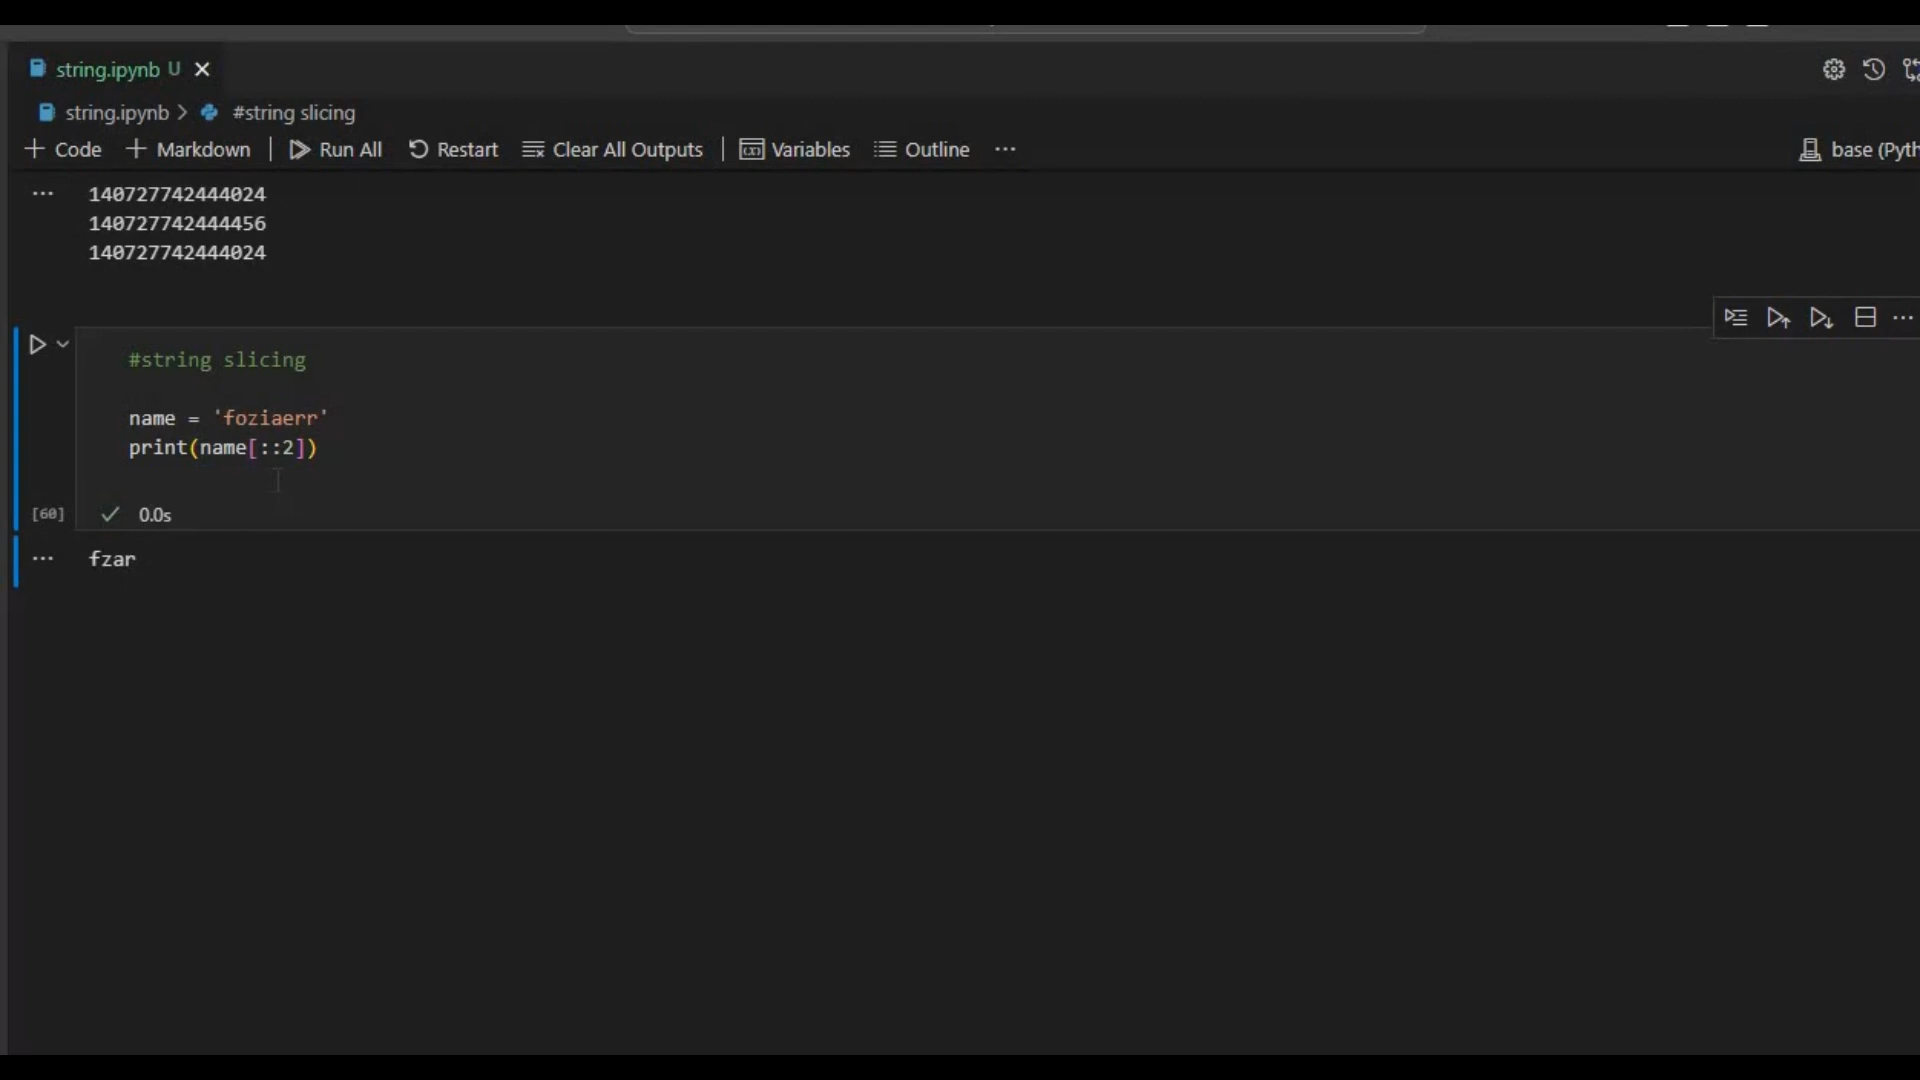 string.ipynb U
string.ipynb > #string slicing
+ Code + Markdown | Run All Restart Clear All Outputs | Variables Outline ... base (Pyth
... 140727742444024
140727742444456
140727742444024
#string slicing
name = 'foziaerr'
print(name[::2])
[60] ✓ 0.0s
... fzar